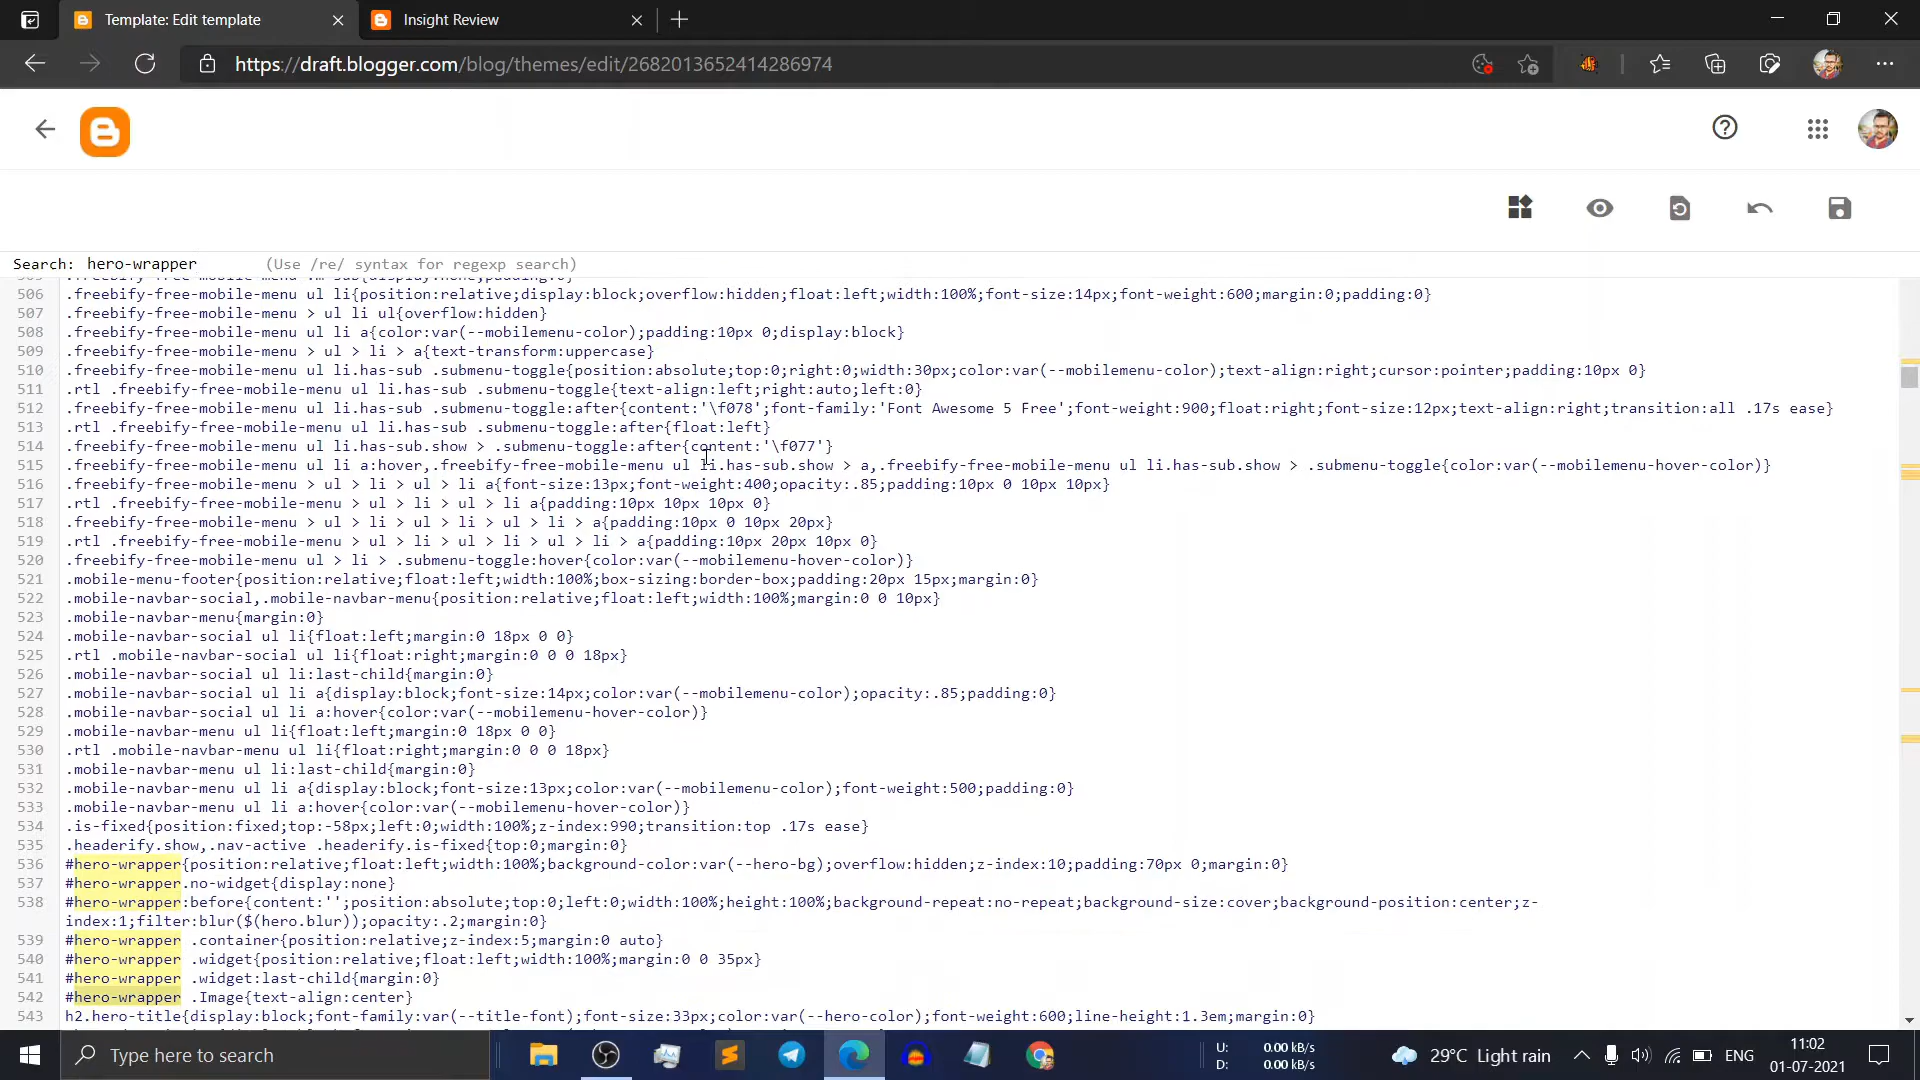 Template: Edit template
Insight Review
https://draft.blogger.com/blog/themes/edit/2682013652414286974
Search: hero-wrapper (Use /re/ syntax for regexp search)
505 .freebify-free-mobile-menu .m-sub{display:none;padding:0}
506 .freebify-free-mobile-menu ul li{position:relative;display:block;overflow:hidden;float:left;width:100%;font-size:14px;font-weight:600;margin:0;padding:0}
507 .freebify-free-mobile-menu > ul li ul{overflow:hidden}
508 .freebify-free-mobile-menu ul li a{color:var(--mobilemenu-color);padding:10px 0;display:block}
509 .freebify-free-mobile-menu > ul > li > a{text-transform:uppercase}
510 .freebify-free-mobile-menu ul li.has-sub .submenu-toggle{position:absolute;top:0;right:0;width:30px;color:var(--mobilemenu-color);text-align:right;cursor:pointer;padding:10px 0}
511 .rtl .freebify-free-mobile-menu ul li.has-sub .submenu-toggle{text-align:left;right:auto;left:0}
512 .freebify-free-mobile-menu ul li.has-sub .submenu-toggle:after{content:'\f078';font-family:'Font Awesome 5 Free';font-weight:900;float:right;font-size:12px;text-align:right;transition:all .17s ease}
513 .rtl .freebify-free-mobile-menu ul li.has-sub .submenu-toggle:after{float:left}
514 .freebify-free-mobile-menu ul li.has-sub.show > .submenu-toggle:after{content:'\f077'}
515 .freebify-free-mobile-menu ul li a:hover,.freebify-free-mobile-menu ul li.has-sub.show > a,.freebify-free-mobile-menu ul li.has-sub.show > .submenu-toggle{color:var(--mobilemenu-hover-color)}
516 .freebify-free-mobile-menu > ul > li > ul > li a{font-size:13px;font-weight:400;opacity:.85;padding:10px 0 10px 10px}
517 .rtl .freebify-free-mobile-menu > ul > li > ul > li a{padding:10px 10px 10px 0}
518 .freebify-free-mobile-menu > ul > li > ul > li > ul > li > a{padding:10px 0 10px 20px}
519 .rtl .freebify-free-mobile-menu > ul > li > ul > li > ul > li > a{padding:10px 20px 10px 0}
520 .freebify-free-mobile-menu ul > li > .submenu-toggle:hover{color:var(--mobilemenu-hover-color)}
521 .mobile-menu-footer{position:relative;float:left;width:100%;box-sizing:border-box;padding:20px 15px;margin:0}
522 .mobile-navbar-social,.mobile-navbar-menu{position:relative;float:left;width:100%;margin:0 0 10px}
523 .mobile-navbar-menu{margin:0}
524 .mobile-navbar-social ul li{float:left;margin:0 18px 0 0}
525 .rtl .mobile-navbar-social ul li{float:right;margin:0 0 0 18px}
526 .mobile-navbar-social ul li:last-child{margin:0}
527 .mobile-navbar-social ul li a{display:block;font-size:14px;color:var(--mobilemenu-color);opacity:.85;padding:0}
528 .mobile-navbar-social ul li a:hover{color:var(--mobilemenu-hover-color)}
529 .mobile-navbar-menu ul li{float:left;margin:0 18px 0 0}
530 .rtl .mobile-navbar-menu ul li{float:right;margin:0 0 0 18px}
531 .mobile-navbar-menu ul li:last-child{margin:0}
532 .mobile-navbar-menu ul li a{display:block;font-size:13px;color:var(--mobilemenu-color);font-weight:500;padding:0}
533 .mobile-navbar-menu ul li a:hover{color:var(--mobilemenu-hover-color)}
534 .is-fixed{position:fixed;top:-58px;left:0;width:100%;z-index:990;transition:top .17s ease}
535 .headerify.show,.nav-active .headerify.is-fixed{top:0;margin:0}
536 #hero-wrapper{position:relative;float:left;width:100%;background-color:var(--hero-bg);overflow:hidden;z-index:10;padding:70px 0;margin:0}
537 #hero-wrapper.no-widget{display:none}
538 #hero-wrapper:before{content:'';position:absolute;top:0;left:0;width:100%;height:100%;background-repeat:no-repeat;background-size:cover;background-position:center;z-
index:1;filter:blur($(hero.blur));opacity:.2;margin:0}
539 #hero-wrapper .container{position:relative;z-index:5;margin:0 auto}
540 #hero-wrapper .widget{position:relative;float:left;width:100%;margin:0 0 35px}
541 #hero-wrapper .widget:last-child{margin:0}
542 #hero-wrapper .Image{text-align:center}
543 h2.hero-title{display:block;font-family:var(--title-font);font-size:33px;color:var(--hero-color);font-weight:600;line-height:1.3em;margin:0}
Type here to search
U: 0.00 kB/s
D: 0.00 kB/s
29°C Light rain
ENG
11:02
01-07-2021